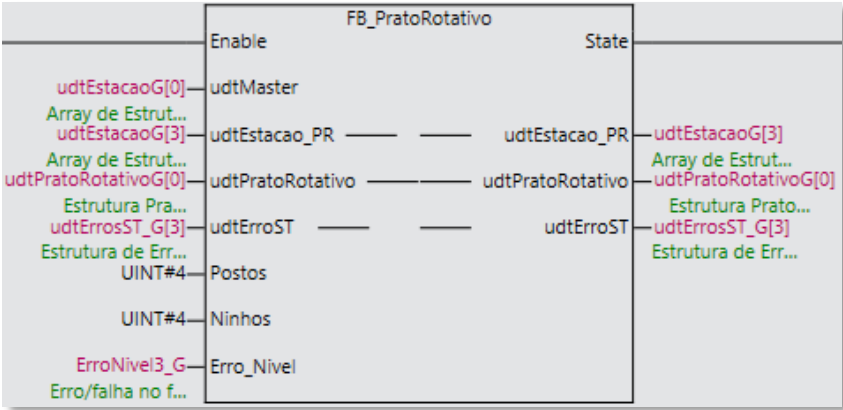 FB_PratoRotativo
Enable State
udtEstacaoG[0] udtMaster
Array de Estrut...
udtEstacaoG[3] udtEstacao_PR udtEstacao_PR udtEstacaoG[3]
Array de Estrut... Array de Estrut...
udtPratoRotativoG[0] udtPratoRotativo udtPratoRotativo udtPratoRotativoG[0]
Estrutura Pra... Estrutura Prato...
udtErrosST_G[3] udtErroST udtErroST udtErrosST_G[3]
Estrutura de Err... Estrutura de Err...
UINT#4 Postos
UINT#4 Ninhos
ErroNivel3_G Erro_Nivel
Erro/falha no f...